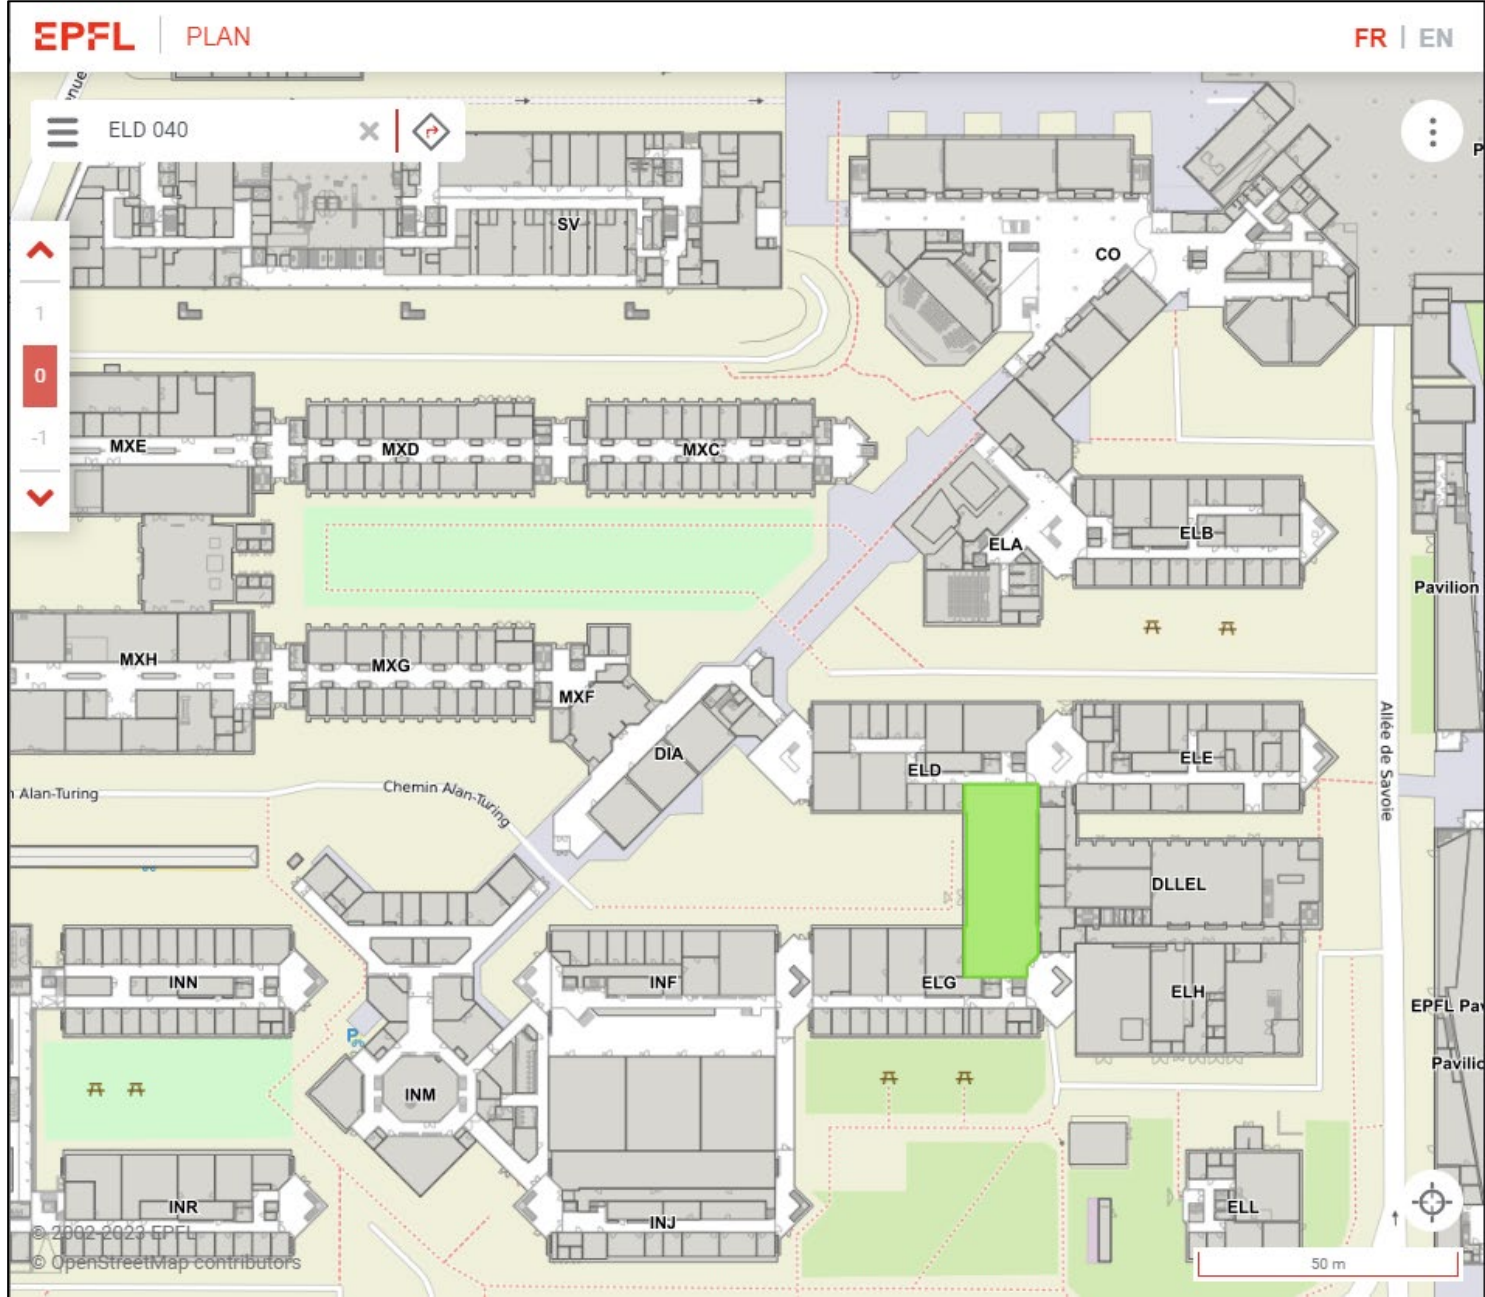 EPFL PLAN FR | EN
ELD 040
SV
CO
1
0
-1
MXE MXD MXC
ELA ELB
Pavilion
MXH MXG
MXF
Allée de Savoie
DIA ELD ELE
Chemin Alan-Turing
Alan-Turing
DLLEL
INN INF ELG ELH
EPFL Pav
P
Pavilio
INM
INR INJ ELL
© 2002-2023 EPFL
© OpenStreetMap contributors
50 m